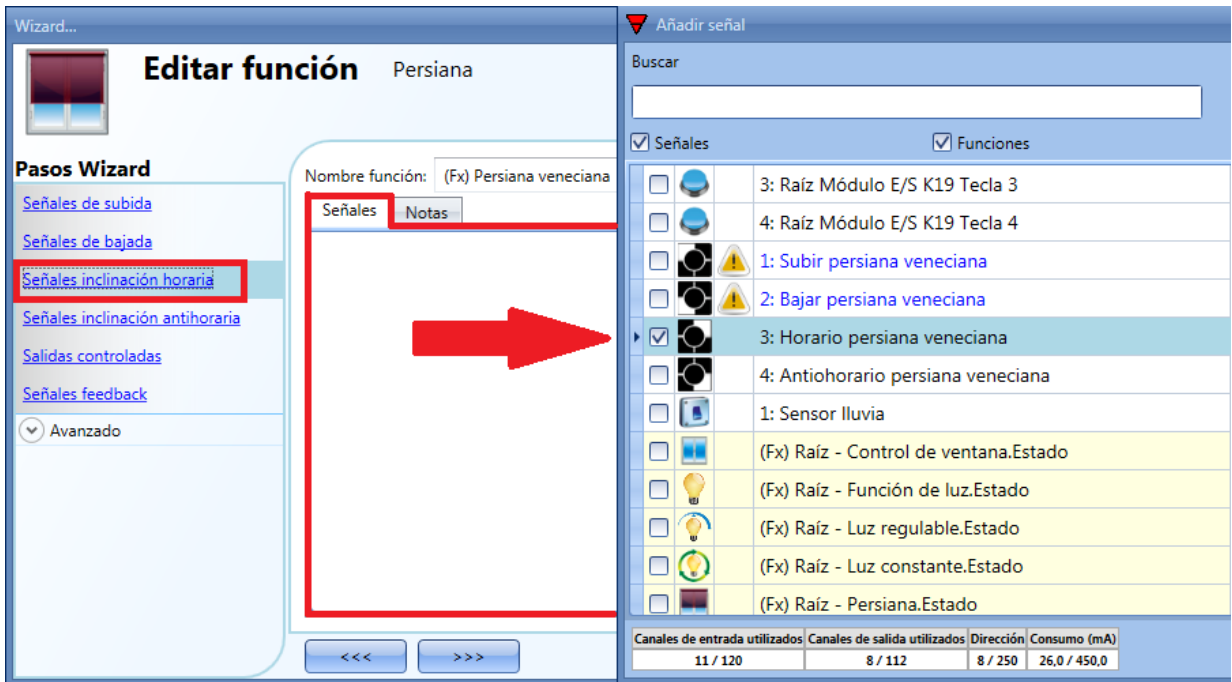 Wizard...
Editar función
Persiana
Pasos Wizard
Señales de subida
Señales de bajada
Señales inclinación horaria
Señales inclinación antihoraria
Salidas controladas
Señales feedback
Avanzado
Nombre función: (Fx) Persiana veneciana
Señales Notas
<<< >>>
Añadir señal
Buscar
Señales Funciones
3: Raíz Módulo E/S K19 Tecla 3
4: Raíz Módulo E/S K19 Tecla 4
1: Subir persiana veneciana
2: Bajar persiana veneciana
3: Horario persiana veneciana
4: Antiohorario persiana veneciana
1: Sensor lluvia
(Fx) Raíz - Control de ventana.Estado
(Fx) Raíz - Función de luz.Estado
(Fx) Raíz - Luz regulable.Estado
(Fx) Raíz - Luz constante.Estado
(Fx) Raíz - Persiana.Estado
Canales de entrada utilizados Canales de salida utilizados Dirección Consumo (mA)
11 / 120 8 / 112 8 / 250 26,0 / 450,0